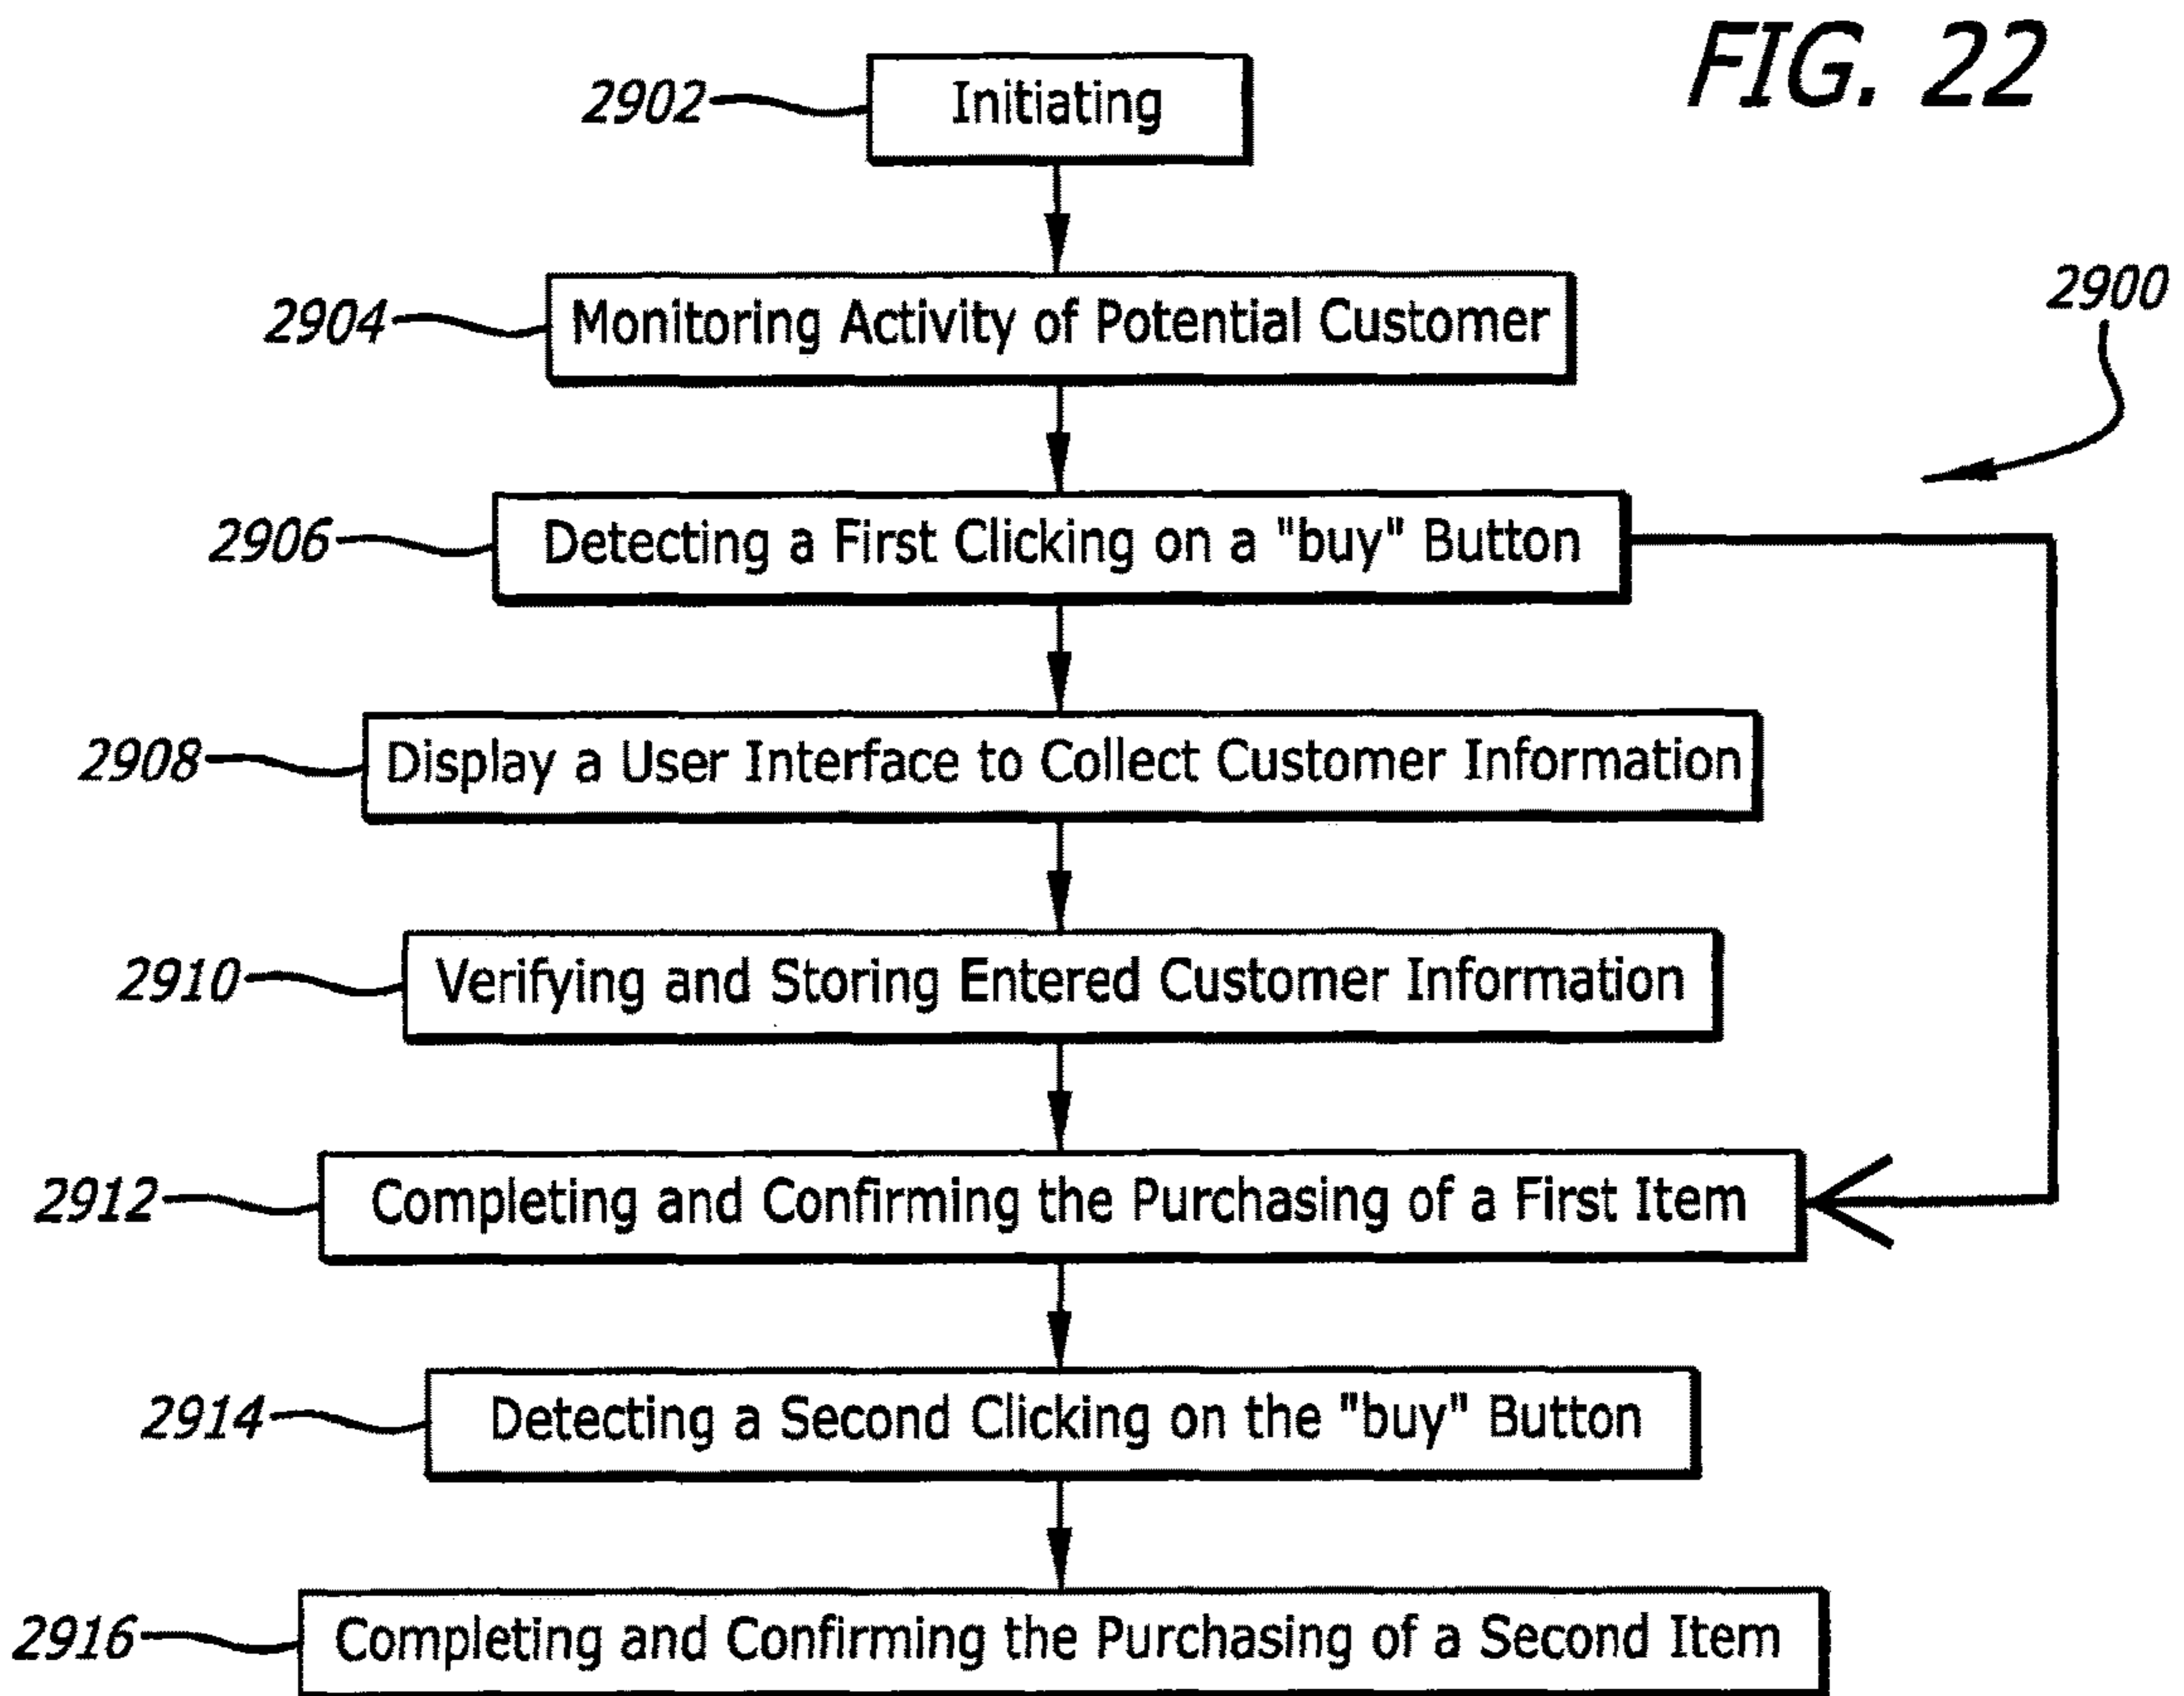 FIG. 22
2902 Initiating
2904 Monitoring Activity of Potential Customer
2900
2906 Detecting a First Clicking on a "buy" Button
2908 Display a User Interface to Collect Customer Information
2910 Verifying and Storing Entered Customer Information
2912 Completing and Confirming the Purchasing of a First Item
2914 Detecting a Second Clicking on the "buy" Button
2916 Completing and Confirming the Purchasing of a Second Item